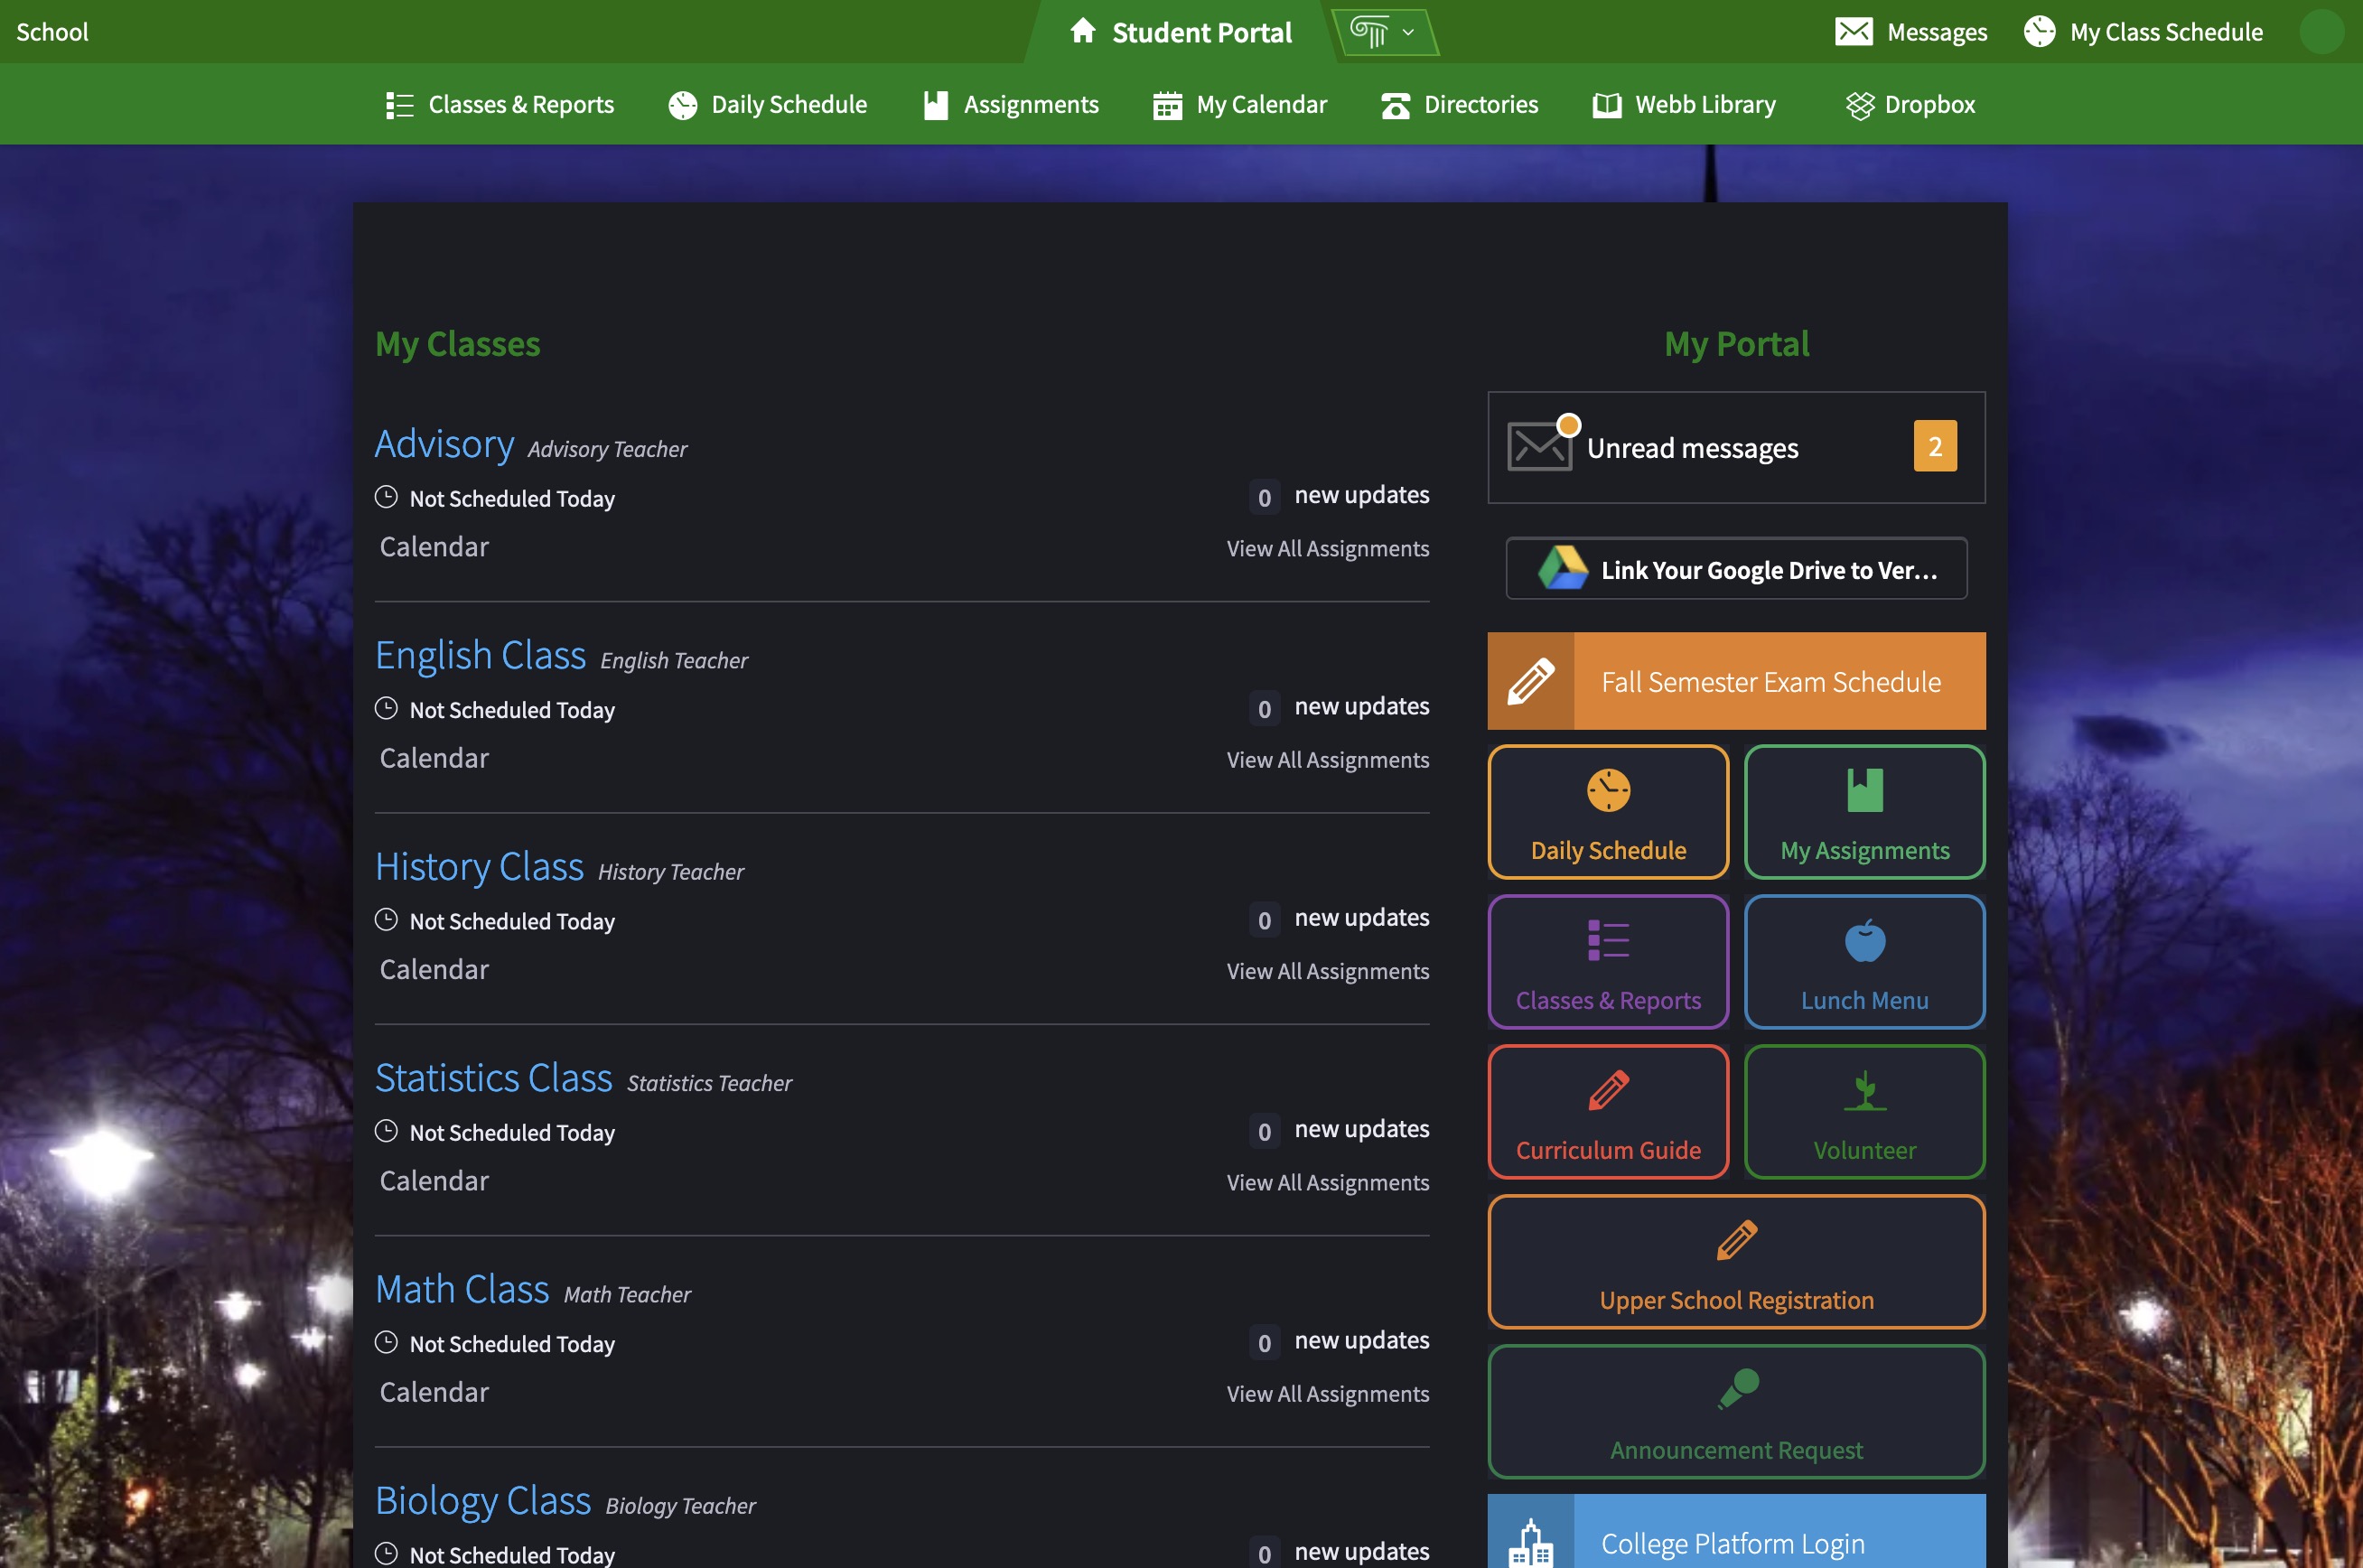 School
Student Portal
Messages
My Class Schedule
Classes & Reports
Daily Schedule
Assignments
My Calendar
Directories
Webb Library
Dropbox
My Classes
Advisory Advisory Teacher
Not Scheduled Today
0 new updates
Calendar
View All Assignments
English Class English Teacher
Not Scheduled Today
0 new updates
Calendar
View All Assignments
History Class History Teacher
Not Scheduled Today
0 new updates
Calendar
View All Assignments
Statistics Class Statistics Teacher
Not Scheduled Today
0 new updates
Calendar
View All Assignments
Math Class Math Teacher
Not Scheduled Today
0 new updates
Calendar
View All Assignments
Biology Class Biology Teacher
Not Scheduled Today
0 new updates
My Portal
Unread messages 2
Link Your Google Drive to Ver...
Fall Semester Exam Schedule
Daily Schedule
My Assignments
Classes & Reports
Lunch Menu
Curriculum Guide
Volunteer
Upper School Registration
Announcement Request
College Platform Login